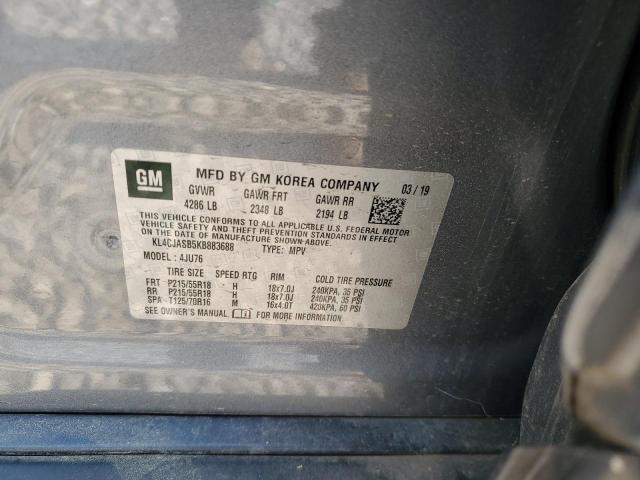 GM
MFD BY GM KOREA COMPANY 03/19
GVWR GAWR FRT GAWR RR
4286 LB 2348 LB 2194 LB
THIS VEHICLE CONFORMS TO ALL APPLICABLE U.S. FEDERAL MOTOR
VEHICLE SAFETY AND THEFT PREVENTION STANDARDS IN
EFFECT ON THE DATE OF MANUFACTURE SHOWN ABOVE.
KL4CJASB5KB883688 TYPE: MPV
MODEL: 4JU76
TIRE SIZE SPEED RTG RIM COLD TIRE PRESSURE
FRT P215/55R18 H 18x7.0J 240KPA, 35 PSI
RR P215/55R18 H 18x7.0J 240KPA, 35 PSI
SPA T125/70R16 M 16x4.0T 420KPA, 60 PSI
SEE OWNER'S MANUAL FOR MORE INFORMATION.